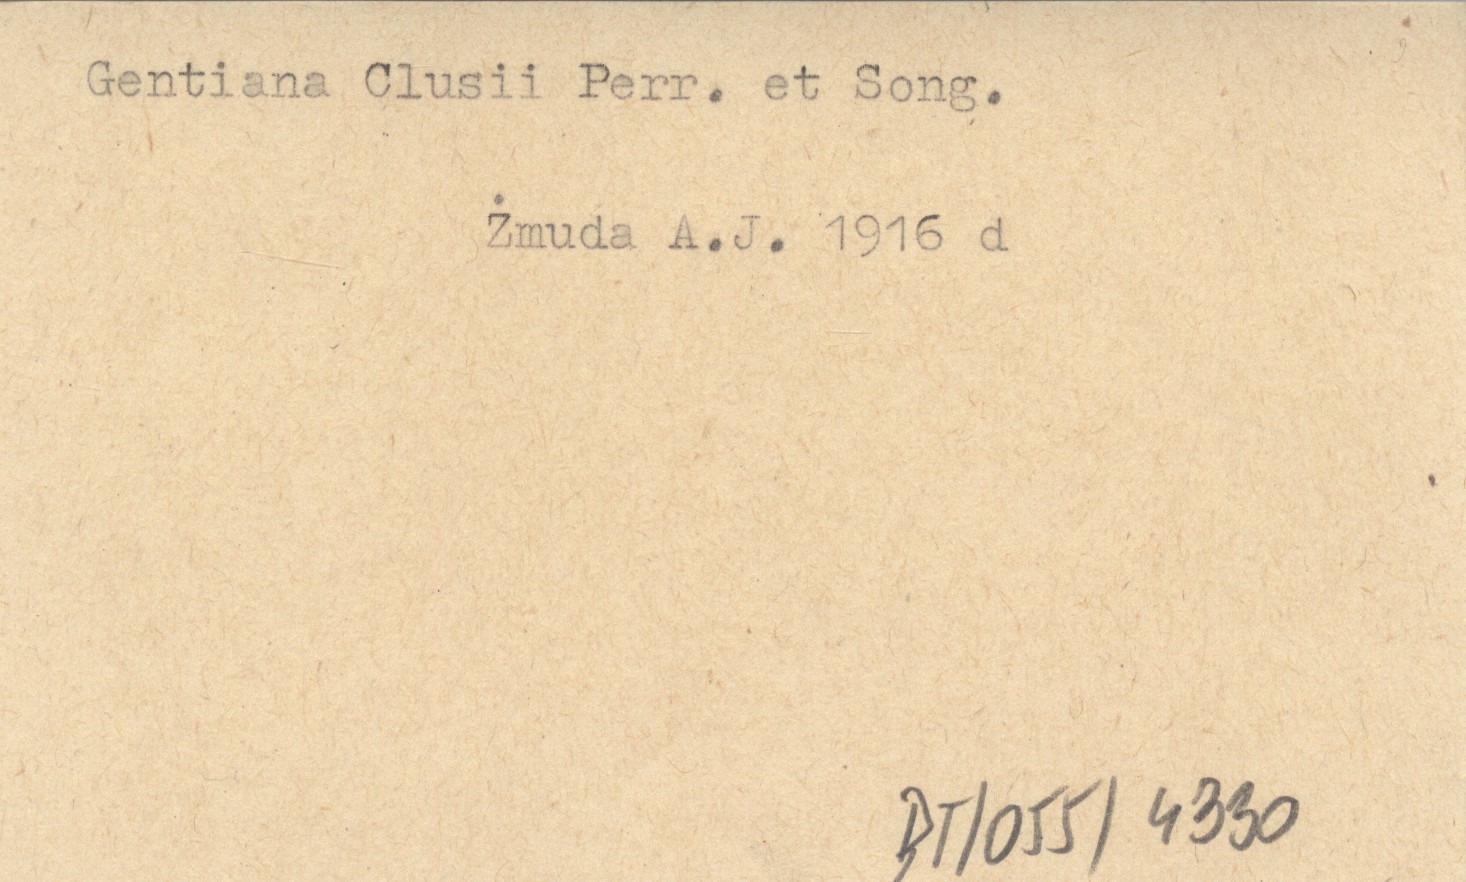 Gentiana Clusii Perr. et Song.
Żmuda A.J. 1916 d
BT/055/ 4330